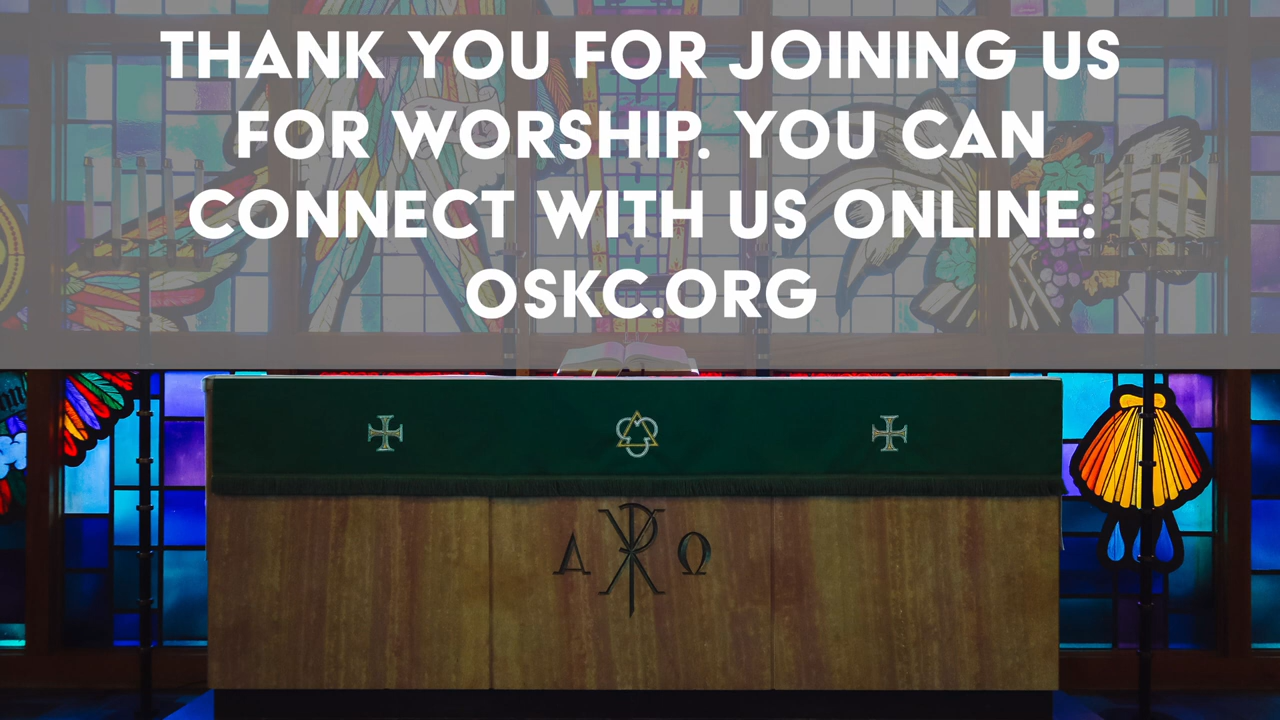 THANK YOU FOR JOINING US
FOR WORSHIP. YOU CAN
CONNECT WITH US ONLINE:
OSKC.ORG
Α ☧ Ω